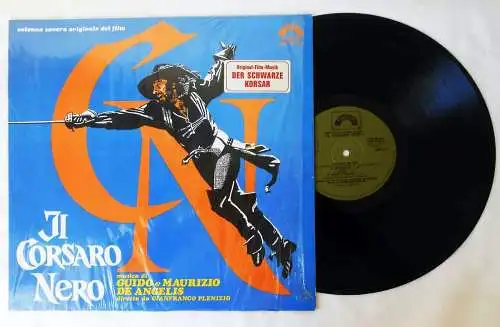 colonna sonora originale del film
Original-Film-Musik
DER SCHWARZE
KORSAR
CN
Il
CORSARO
NERO
musica di
GUIDO e MAURIZIO
DE ANGELIS
diretta da GIANFRANCO PLENIZIO